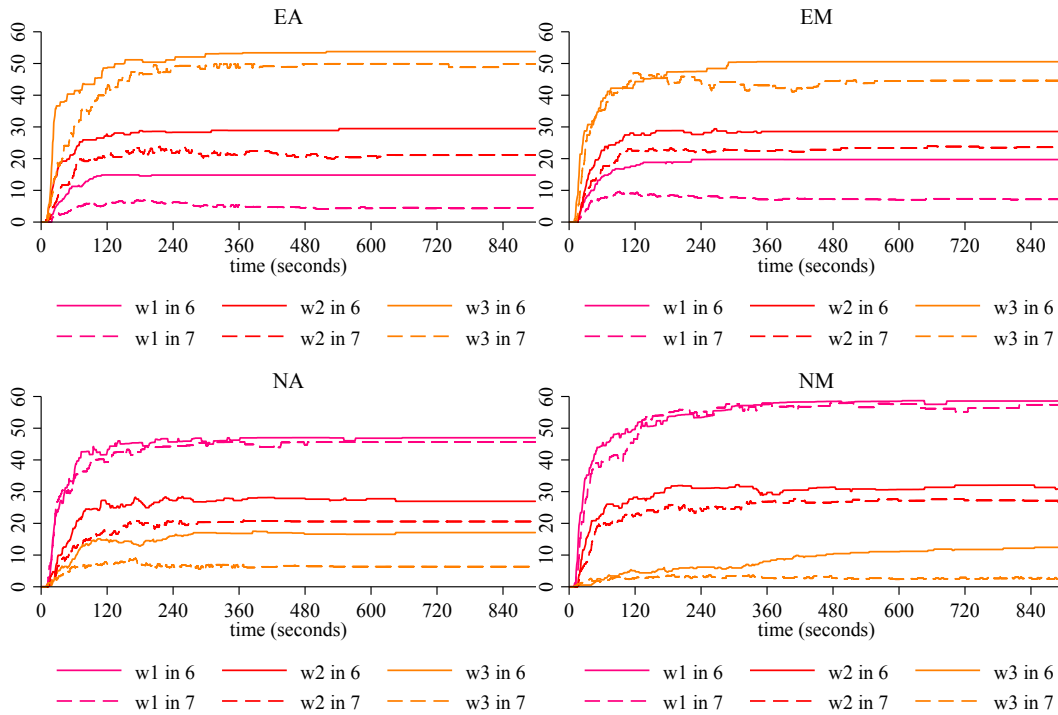 EA EM
0 10 20 30 40 50 60 0 10 20 30 40 50 60
0 120 240 360 480 600 720 840 0 120 240 360 480 600 720 840
time (seconds) time (seconds)
w1 in 6 w2 in 6 w3 in 6 w1 in 6 w2 in 6 w3 in 6
w1 in 7 w2 in 7 w3 in 7 w1 in 7 w2 in 7 w3 in 7
NA NM
0 10 20 30 40 50 60 0 10 20 30 40 50 60
0 120 240 360 480 600 720 840 0 120 240 360 480 600 720 840
time (seconds) time (seconds)
w1 in 6 w2 in 6 w3 in 6 w1 in 6 w2 in 6 w3 in 6
w1 in 7 w2 in 7 w3 in 7 w1 in 7 w2 in 7 w3 in 7